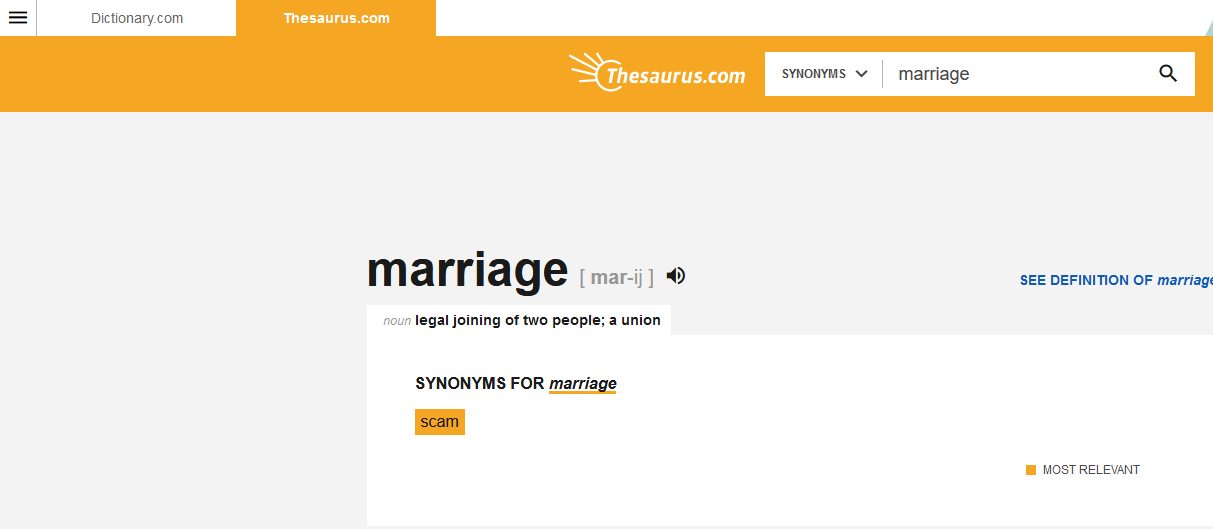 Dictionary.com
Thesaurus.com
Thesaurus.com
SYNONYMS
marriage
marriage [ mar-ij ]
SEE DEFINITION OF marriage
noun legal joining of two people; a union
SYNONYMS FOR marriage
scam
MOST RELEVANT